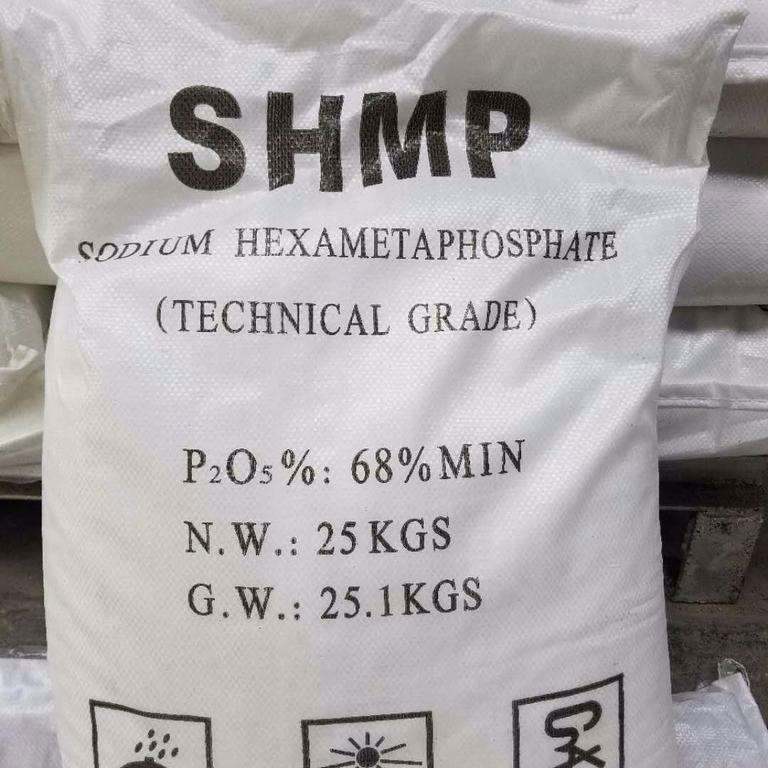 SHMP
SODIUM HEXAMETAPHOSPHATE
(TECHNICAL GRADE)
P₂O₅%: 68%MIN
N.W.: 25KGS
G.W.: 25.1KGS